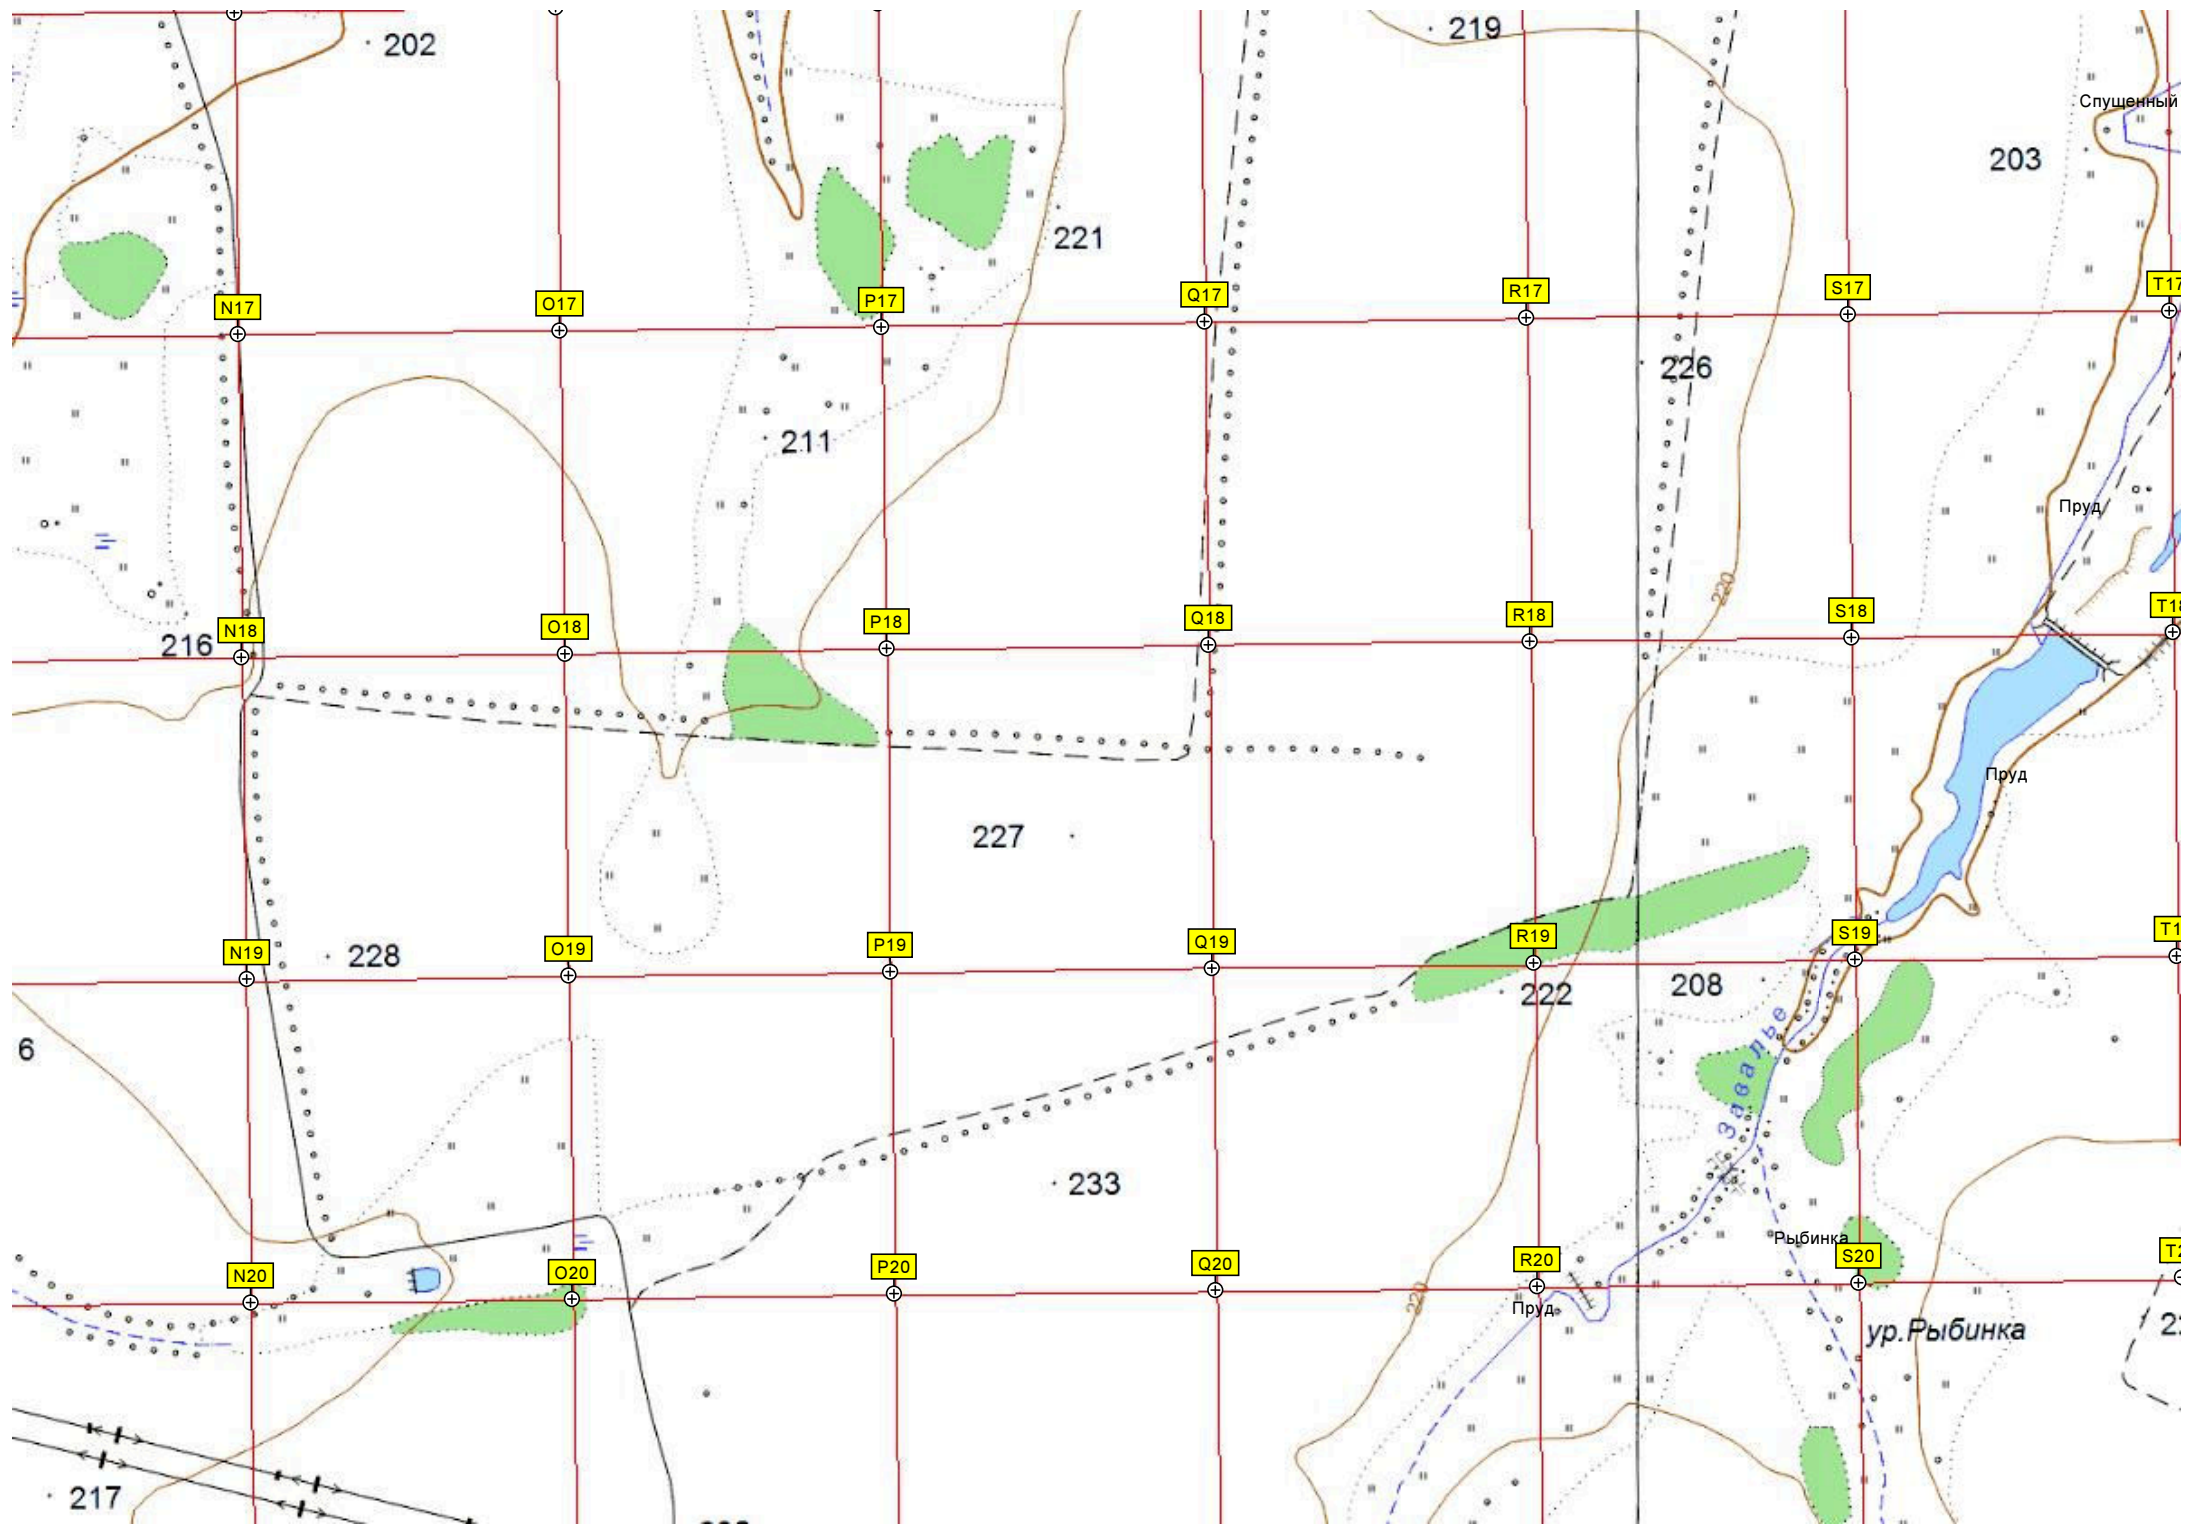 202
219
Спущенный
203
221
N17
O17
P17
Q17
R17
S17
T17
226
211
Пруд
220
N18
O18
P18
Q18
R18
S18
T18
216
Пруд
227
N19
O19
P19
Q19
R19
S19
228
222
208
6
Завалье
233
Рыбинка
N20
O20
P20
Q20
R20
S20
220
Пруд
ур.Рыбинка
217